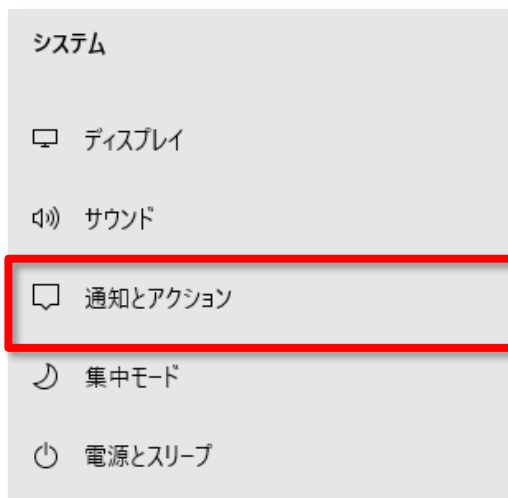 システム
ディスプレイ
サウンド
通知とアクション
集中モード
電源とスリープ